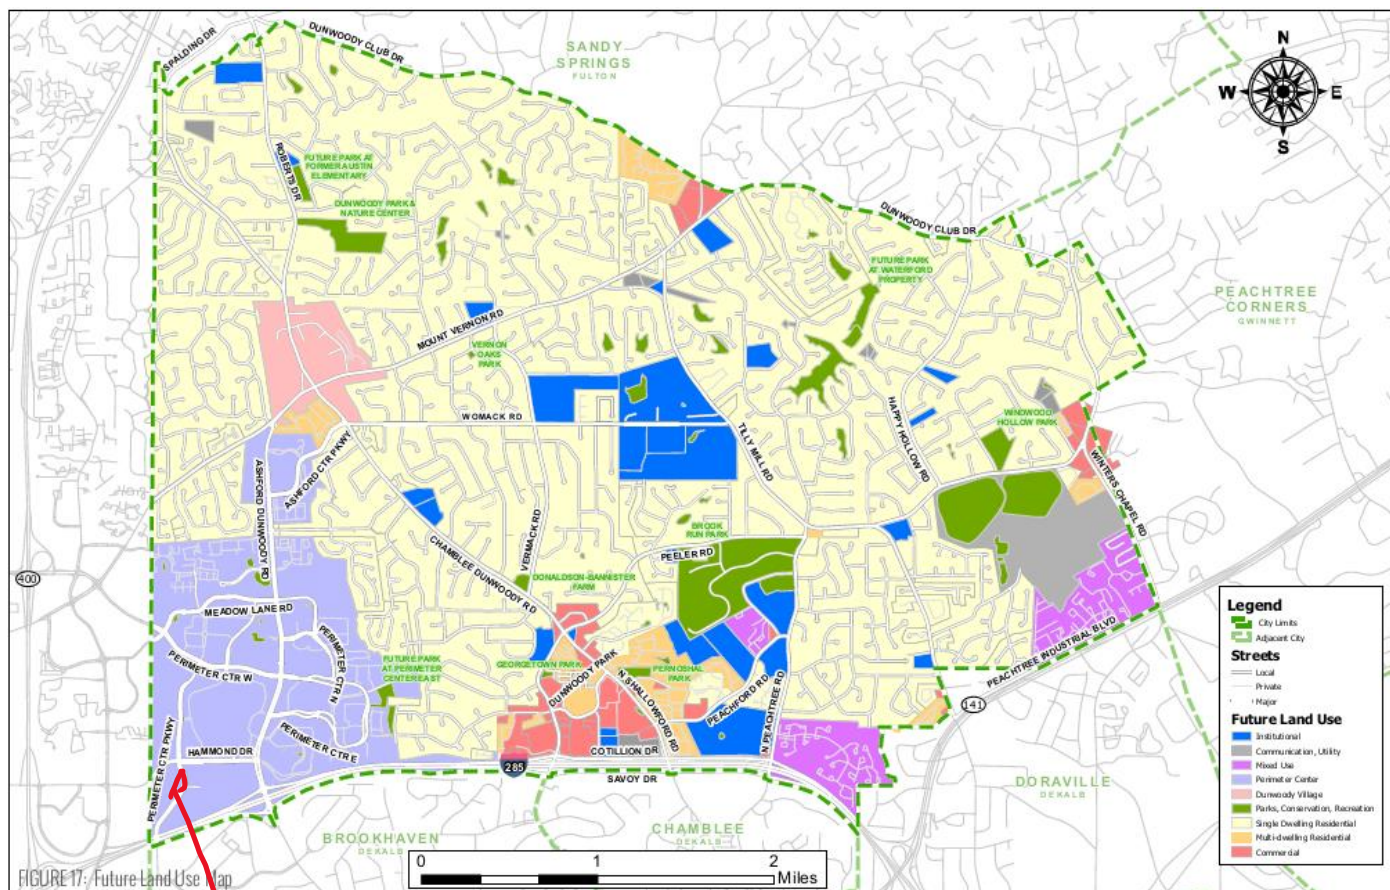 SPALDING DR
DUNWOODY CLUB DR
SANDY
SPRINGS
FULTON
N
W
E
S
ROBERTS DR
FUTURE PARK AT
FORMER AUSTIN
ELEMENTARY
DUNWOODY PARK &
NATURE CENTER
DUNWOODY CLUB DR
FUTURE PARK
AT WATERFORD
PROPERTY
PEACHTREE
CORNERS
GWINNETT
MOUNT VERNON RD
VERNON
OAKS
PARK
WOMACK RD
TILLY MILL RD
HAPPY HOLLOW RD
WINDWOOD
HOLLOW PARK
WINTERS CHAPEL RD
ASHFORD CTR PKWY
ASHFORD DUNWOODY RD
CHAMBLEE DUNWOODY RD
VERMACK RD
BROOK
RUN PARK
PEELER RD
DONALDSON-BANNISTER
FARM
400
MEADOW LANE RD
PERIMETER CTR W
PERIMETER CTR N
FUTURE PARK
AT PERIMETER
CENTER EAST
GEORGETOWN PARK
DUNWOODY PARK
PERNOSHAL
PARK
N SHALLOWFORD RD
PEACHFORD RD
N PEACHTREE RD
PEACHTREE INDUSTRIAL BLVD
141
PERIMETER CTR PKWY
HAMMOND DR
PERIMETER CTR E
COTILLION DR
285
SAVOY DR
DORAVILLE
DEKALB
BROOKHAVEN
DEKALB
CHAMBLEE
DEKALB
Legend
City Limits
Adjacent City
Streets
Local
Private
Major
Future Land Use
Institutional
Communication, Utility
Mixed Use
Perimeter Center
Dunwoody Village
Parks, Conservation, Recreation
Single Dwelling Residential
Multi-dwelling Residential
Commercial
0 1 2
Miles
FIGURE 17: Future Land Use Map